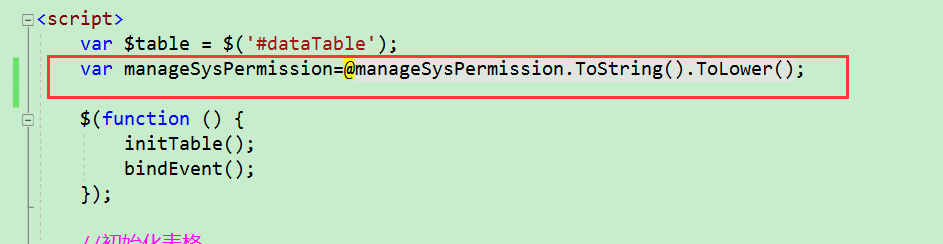 <script>
var $table = $('#dataTable');
var manageSysPermission=@manageSysPermission.ToString().ToLower();
$(function () {
initTable();
bindEvent();
});
//初始化表格